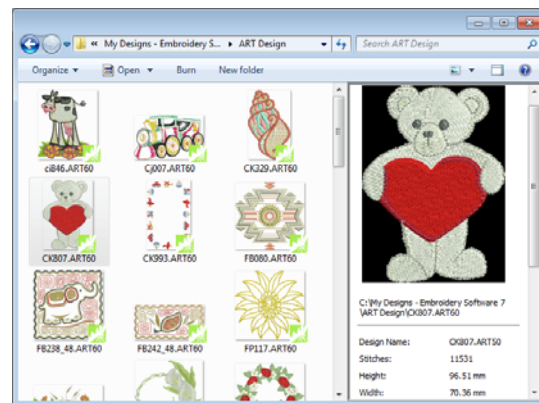 « My Designs - Embroidery S... ▸ ART Design
Search ART Design
Organize
Open
Burn
New folder
ci846.ART60
Cj007.ART60
CK329.ART60
CK807.ART60
CK993.ART60
FB080.ART60
FB238_48.ART60
FB242_48.ART60
FP117.ART60
C:\My Designs - Embroidery Software 7
\ART Design\CK807.ART60
Design Name: CK807.ART50
Stitches: 11531
Height: 96.51 mm
Width: 70.36 mm